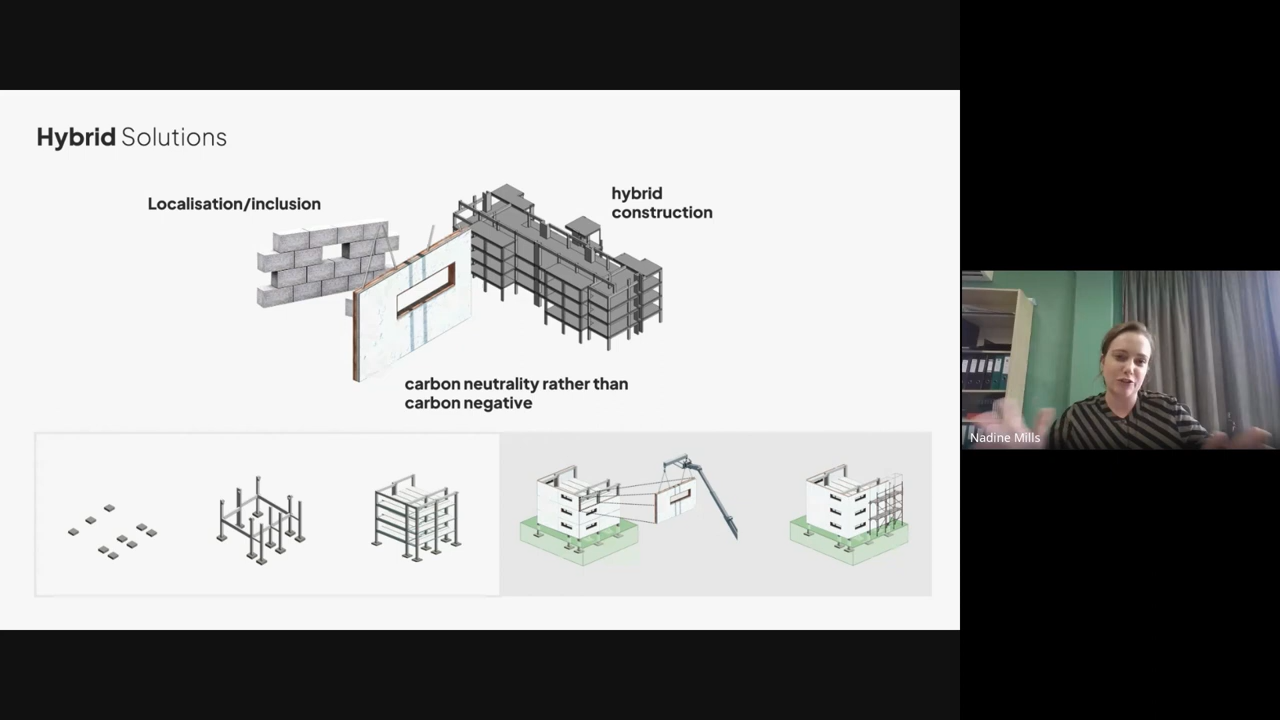 Hybrid Solutions
Localisation/inclusion
hybrid
construction
carbon neutrality rather than
carbon negative
Nadine Mills